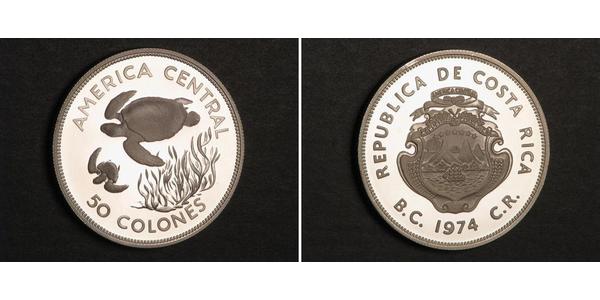 AMERICA CENTRAL
50 COLONES
REPUBLICA DE COSTA RICA
B.C. 1974 C.R.